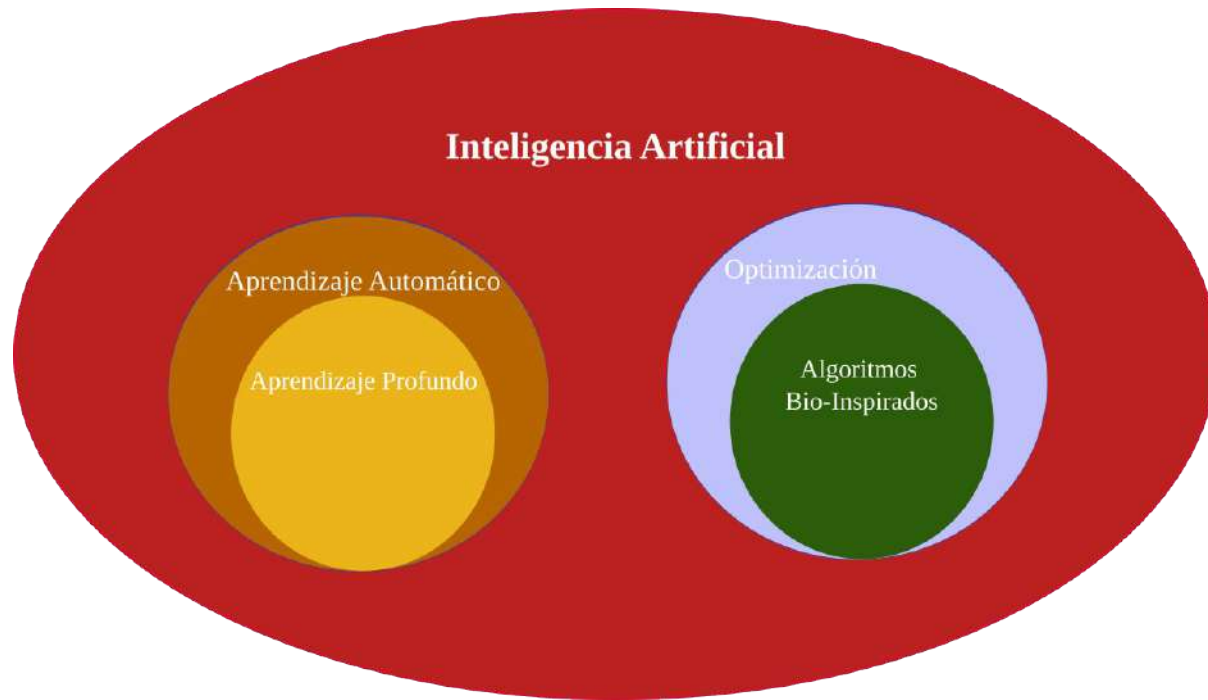 Inteligencia Artificial
Aprendizaje Automático
Aprendizaje Profundo
Optimización
Algoritmos
Bio-Inspirados